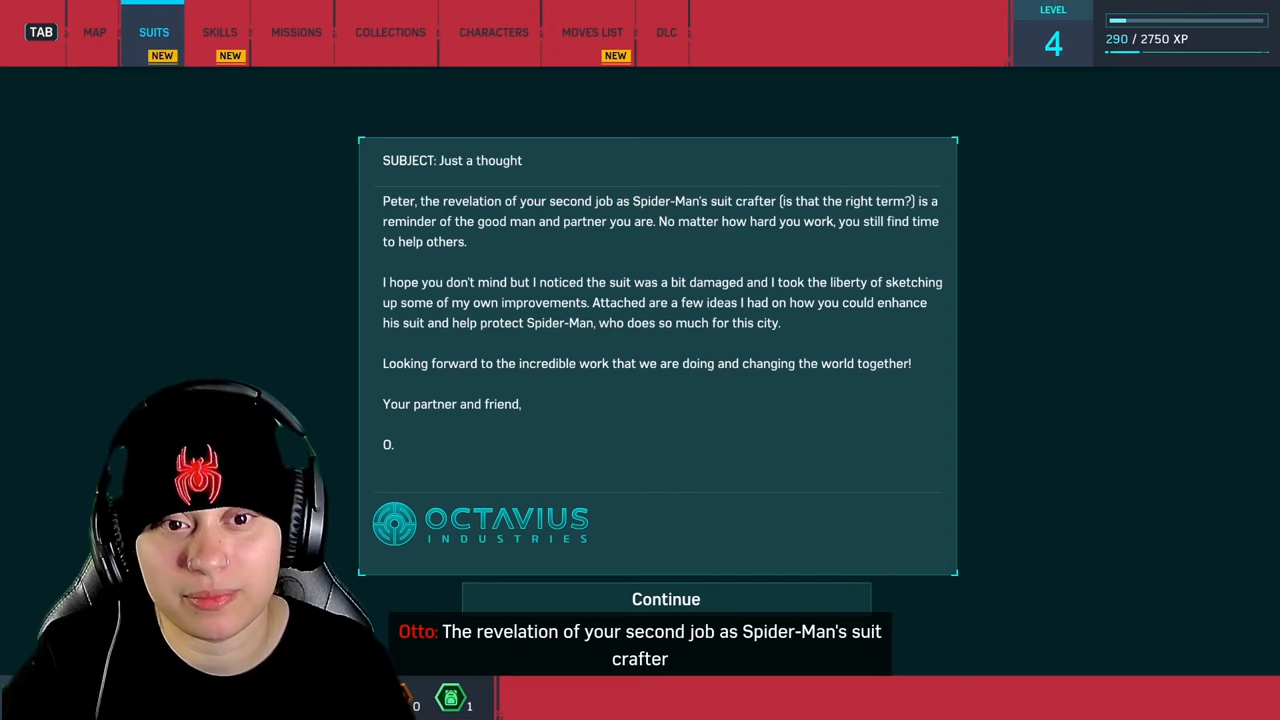 TAB
MAP
SUITS
NEW
SKILLS
NEW
MISSIONS
COLLECTIONS
CHARACTERS
MOVES LIST
NEW
DLC
LEVEL
4
290 / 2750 XP
SUBJECT: Just a thought
Peter, the revelation of your second job as Spider-Man's suit crafter (is that the right term?) is a
reminder of the good man and partner you are. No matter how hard you work, you still find time
to help others.
I hope you don't mind but I noticed the suit was a bit damaged and I took the liberty of sketching
up some of my own improvements. Attached are a few ideas I had on how you could enhance
his suit and help protect Spider-Man, who does so much for this city.
Looking forward to the incredible work that we are doing and changing the world together!
Your partner and friend,
O.
OCTAVIUS
INDUSTRIES
Continue
Otto: The revelation of your second job as Spider-Man's suit
crafter
0
1